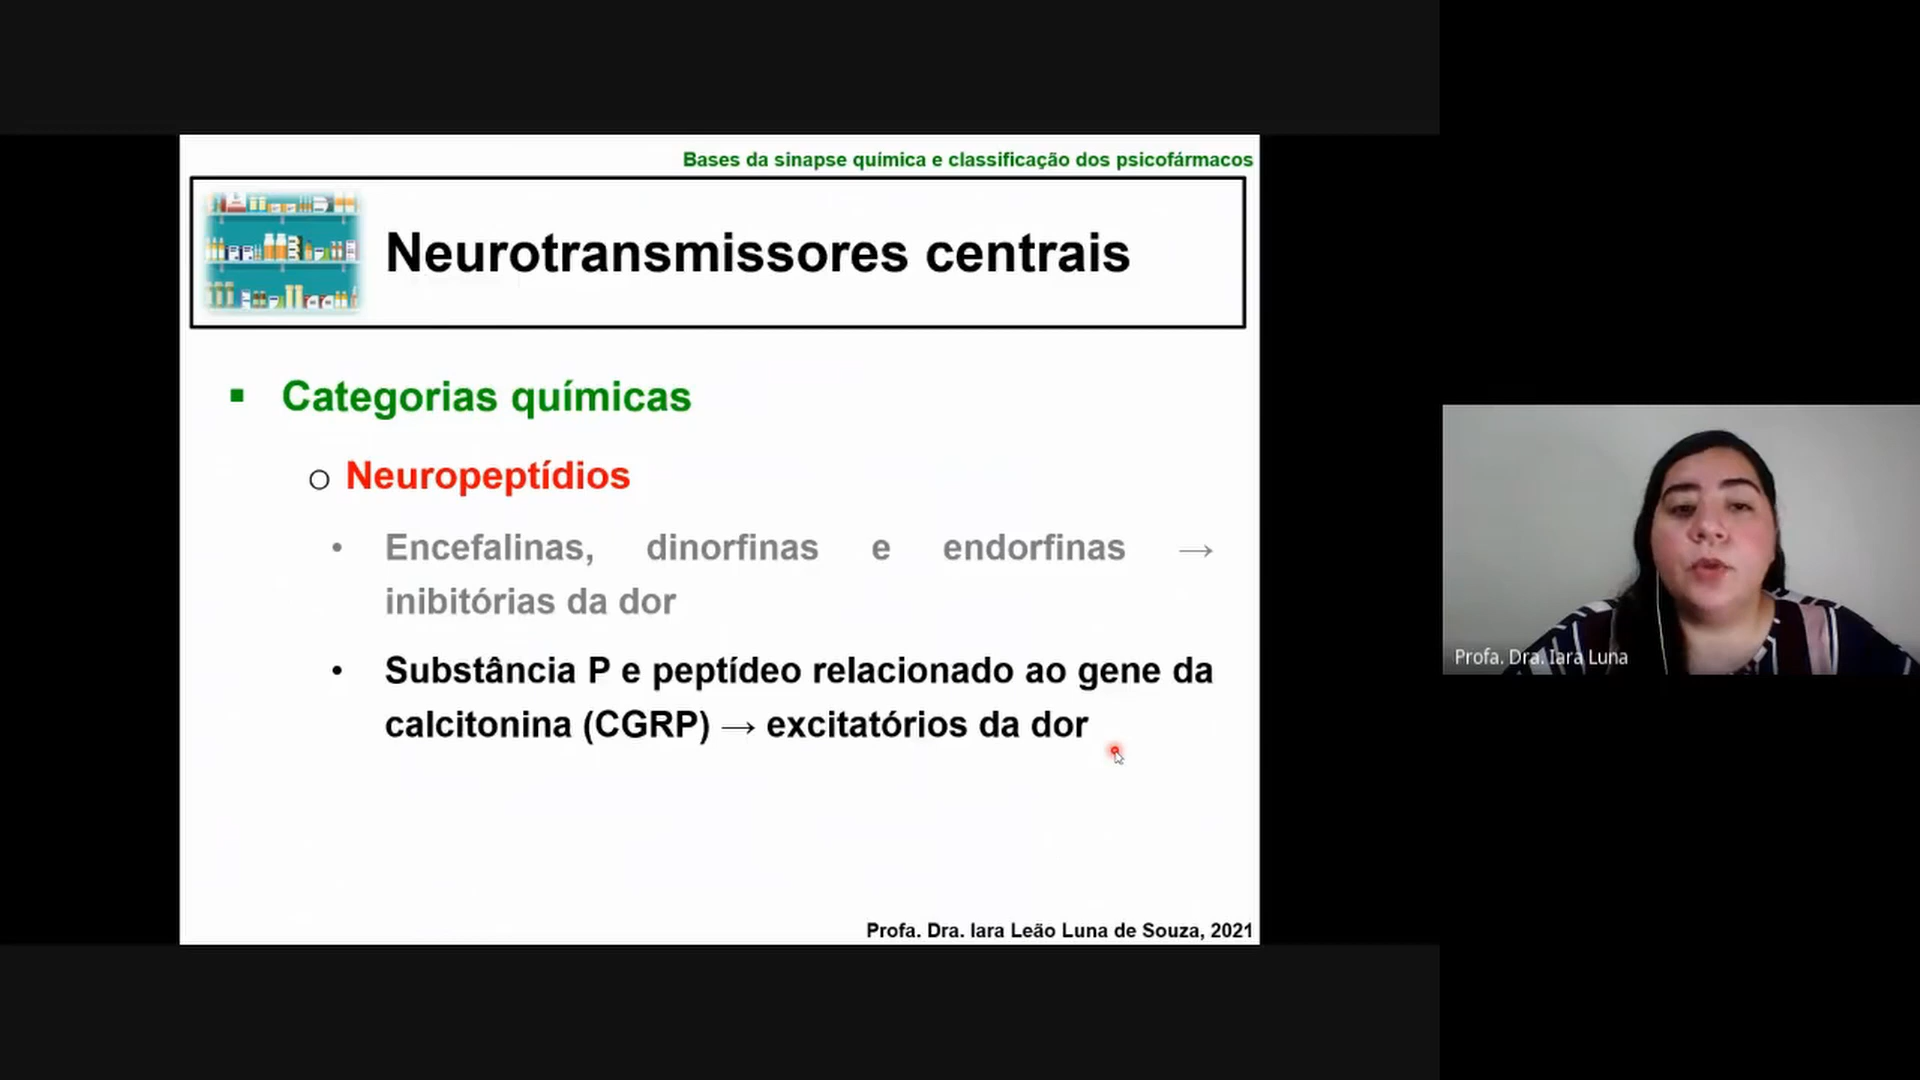 Bases da sinapse química e classificação dos psicofármacos
Neurotransmissores centrais
▪ Categorias químicas
o Neuropeptídios
• Encefalinas, dinorfinas e endorfinas →
inibitórias da dor
• Substância P e peptídeo relacionado ao gene da
calcitonina (CGRP) → excitatórios da dor
Profa. Dra. Iara Leão Luna de Souza, 2021
Profa. Dra. Iara Luna